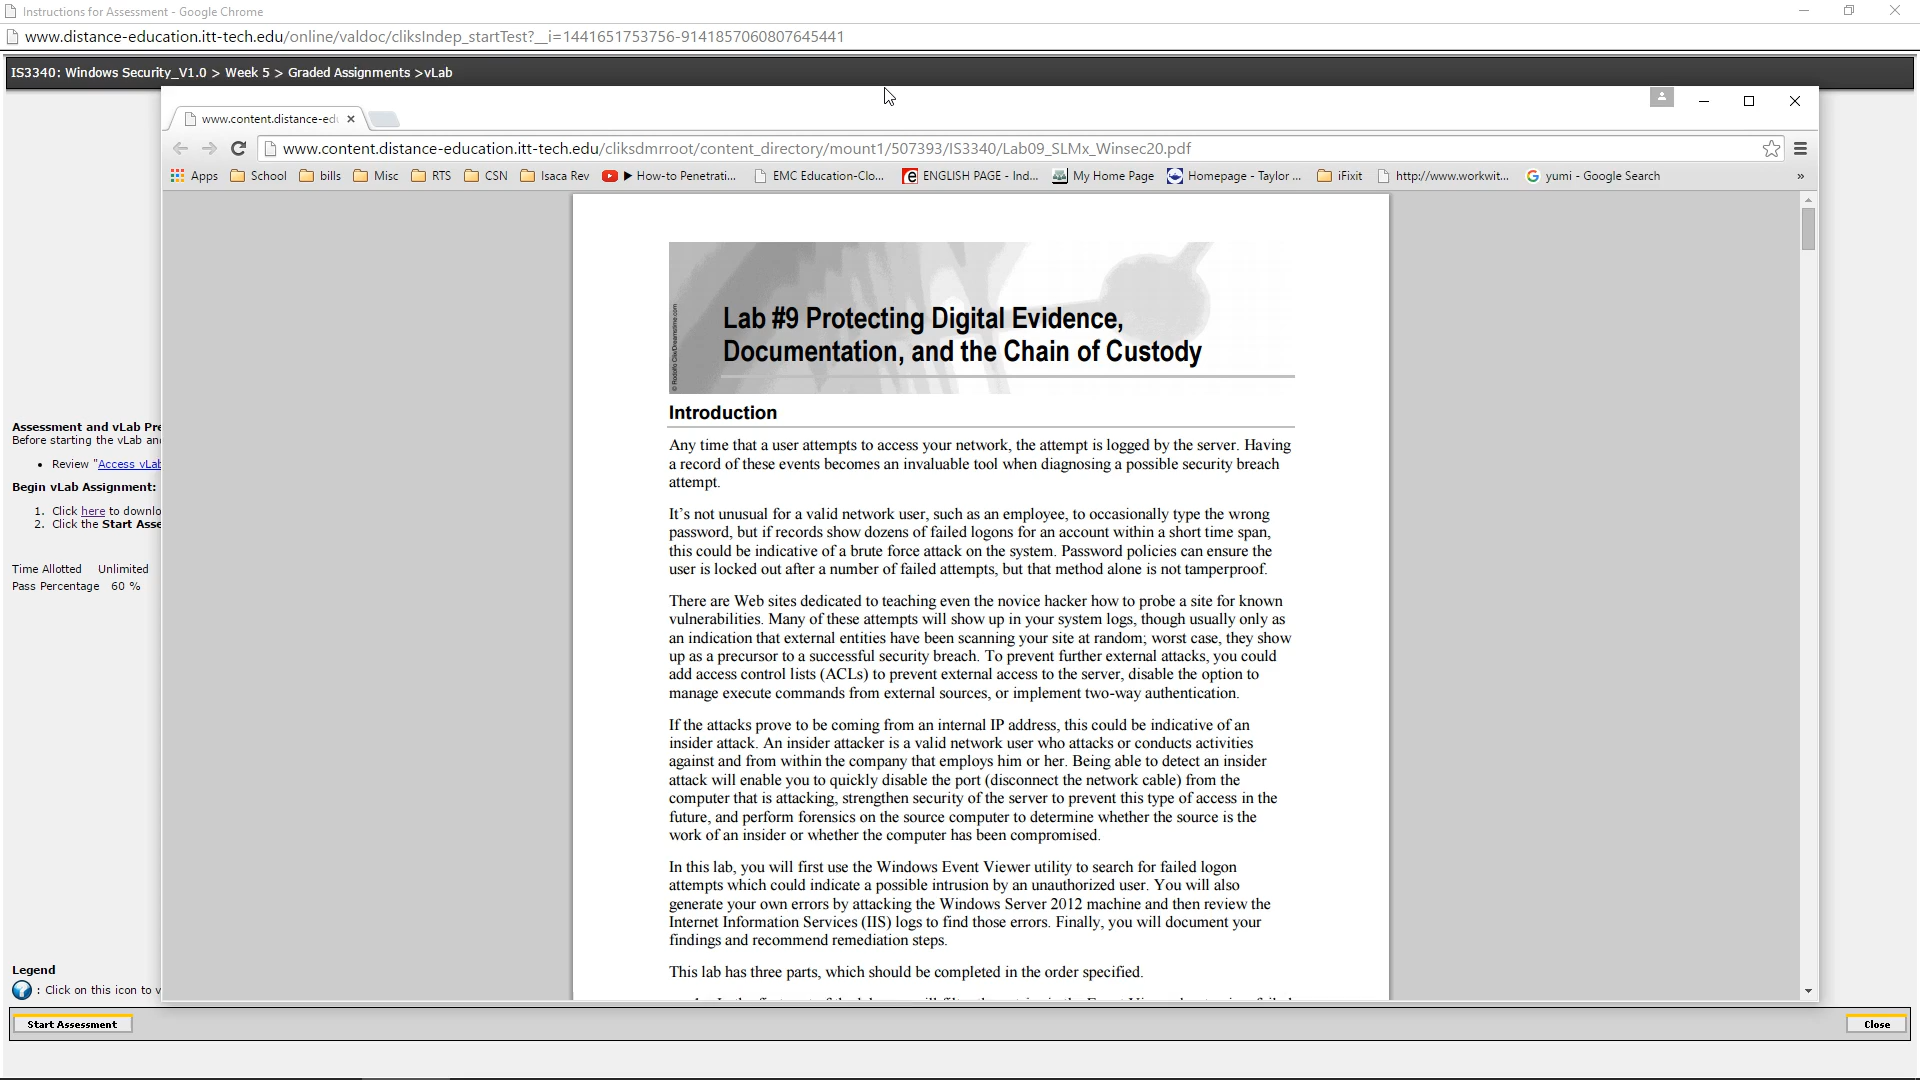 Instructions for Assessment - Google Chrome
www.distance-education.itt-tech.edu/online/valdoc/cliksIndep_startTest?__i=1441651753756-9141857060807645441
IS3340: Windows Security_V1.0 > Week 5 > Graded Assignments >vLab
www.content.distance-edu
www.content.distance-education.itt-tech.edu/cliksdmrroot/content_directory/mount1/507393/IS3340/Lab09_SLMx_Winsec20.pdf
Apps School bills Misc RTS CSN Isaca Rev ▶ How-to Penetrati... EMC Education-Clo... ENGLISH PAGE - Ind... My Home Page Homepage - Taylor ... iFixit http://www.workwit... yumi - Google Search »
© Rodolfo Clix/Dreamstime.com
Lab #9 Protecting Digital Evidence,
Documentation, and the Chain of Custody
Introduction
Any time that a user attempts to access your network, the attempt is logged by the server. Having
a record of these events becomes an invaluable tool when diagnosing a possible security breach
attempt.
It's not unusual for a valid network user, such as an employee, to occasionally type the wrong
password, but if records show dozens of failed logons for an account within a short time span,
this could be indicative of a brute force attack on the system. Password policies can ensure the
user is locked out after a number of failed attempts, but that method alone is not tamperproof.
There are Web sites dedicated to teaching even the novice hacker how to probe a site for known
vulnerabilities. Many of these attempts will show up in your system logs, though usually only as
an indication that external entities have been scanning your site at random; worst case, they show
up as a precursor to a successful security breach. To prevent further external attacks, you could
add access control lists (ACLs) to prevent external access to the server, disable the option to
manage execute commands from external sources, or implement two-way authentication.
If the attacks prove to be coming from an internal IP address, this could be indicative of an
insider attack. An insider attacker is a valid network user who attacks or conducts activities
against and from within the company that employs him or her. Being able to detect an insider
attack will enable you to quickly disable the port (disconnect the network cable) from the
computer that is attacking, strengthen security of the server to prevent this type of access in the
future, and perform forensics on the source computer to determine whether the source is the
work of an insider or whether the computer has been compromised.
In this lab, you will first use the Windows Event Viewer utility to search for failed logon
attempts which could indicate a possible intrusion by an unauthorized user. You will also
generate your own errors by attacking the Windows Server 2012 machine and then review the
Internet Information Services (IIS) logs to find those errors. Finally, you will document your
findings and recommend remediation steps.
This lab has three parts, which should be completed in the order specified.
Assessment and vLab Pre
Before starting the vLab an
• Review "Access vLab
Begin vLab Assignment:
1. Click here to downlo
2. Click the Start Asse
Time Allotted Unlimited
Pass Percentage 60 %
Legend
: Click on this icon to v
Start Assessment
Close